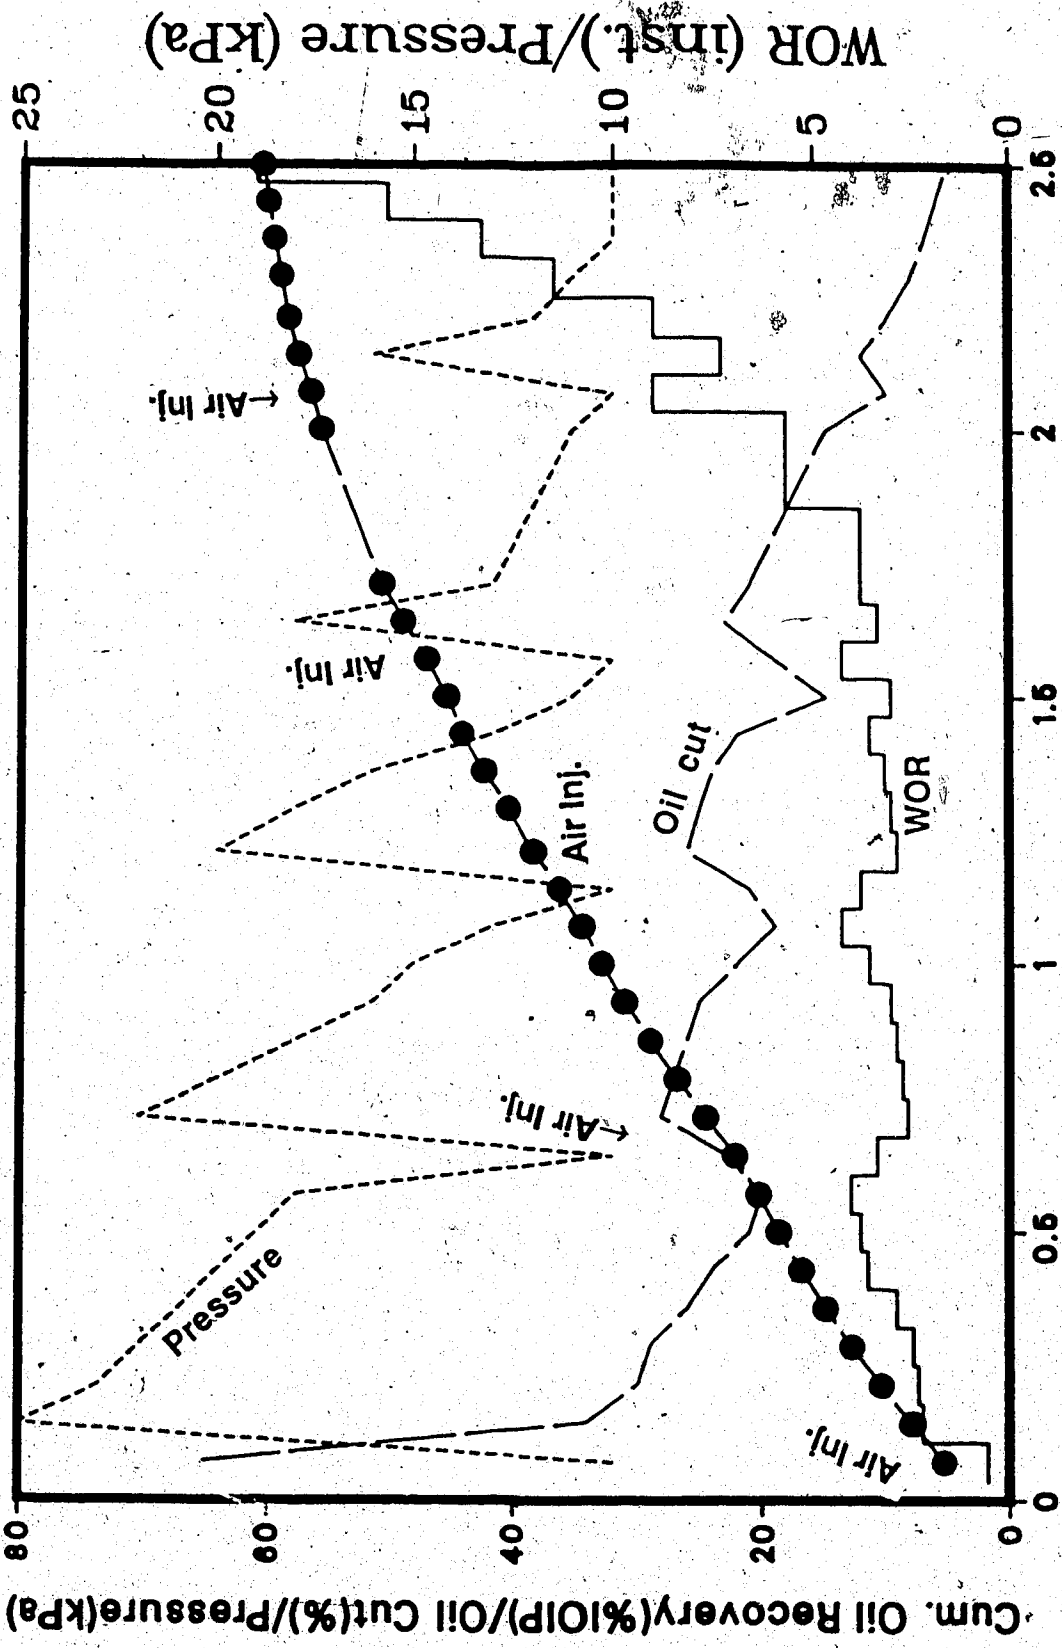 Cum. Oil Recovery(%IOIP)/Oil Cut(%)/Pressure(kPa)
80
60
40
20
0
0
0.5
1
1.5
2
2.5
25
20
15
10
5
0
WOR (inst.)/Pressure (kPa)
Pressure
Air Inj.
Air Inj.
Air Inj.
Air Inj.
Air Inj.
Oil cut
WOR